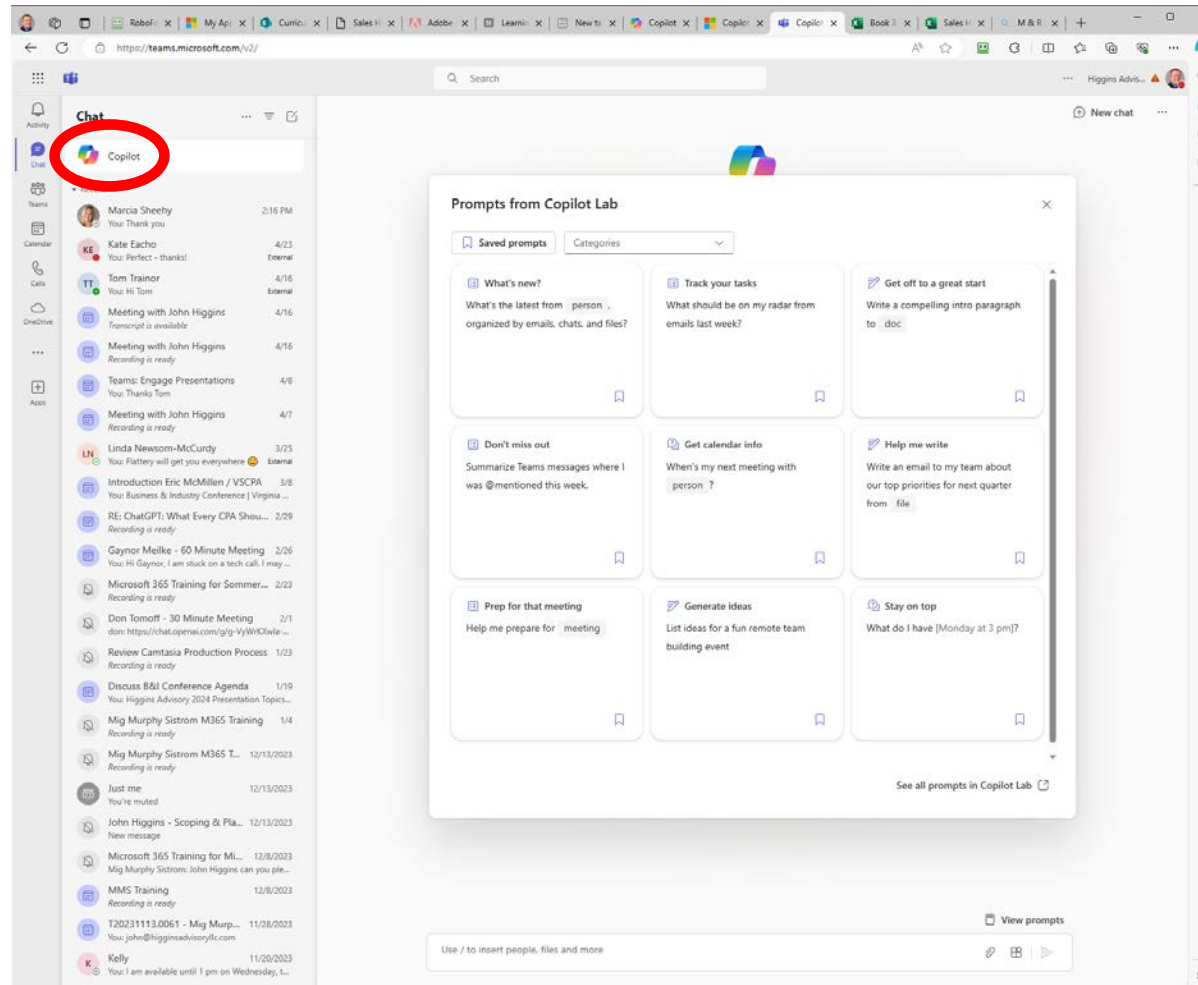 RoboFo
My Ap
Curricu
Sales H
Adobe
Learnin
New ta
Copilot
Copilot
Copilot
Book
Sales H
M & R
https://teams.microsoft.com/v2/
Search
Higgins Advis...
Activity
Chat
Teams
Calendar
Calls
OneDrive
Apps
Chat
Copilot
Marcia Sheehy 2:16 PM
You: Thank you
KE
Kate Eacho 4/23
You: Perfect - thanks! External
TT
Tom Trainor 4/16
You: Hi Tom External
Meeting with John Higgins 4/16
Transcript is available
Meeting with John Higgins 4/16
Recording is ready
Teams: Engage Presentations 4/8
You: Thanks Tom
Meeting with John Higgins 4/7
Recording is ready
LN
Linda Newsom-McCurdy 3/25
You: Flattery will get you everywhere 😊 External
Introduction Eric McMillen / VSCPA 3/8
You: Business & Industry Conference | Virginia ...
RE: ChatGPT: What Every CPA Shou... 2/29
Recording is ready
Gaynor Meilke - 60 Minute Meeting 2/26
You: Hi Gaynor, I am stuck on a tech call. I may ...
Microsoft 365 Training for Sommer... 2/23
Recording is ready
Don Tomoff - 30 Minute Meeting 2/1
don: https://chat.openai.com/g/
Review Camtasia Production Process 1/23
Recording is ready
Discuss B&I Conference Agenda 1/19
You: Higgins Advisory 2024 Presentation Topics...
Mig Murphy Sistrom M365 Training 1/4
Recording is ready
Mig Murphy Sistrom M365 T... 12/13/2023
Recording is ready
Just me 12/13/2023
You're muted
John Higgins - Scoping & Pla... 12/13/2023
New message
Microsoft 365 Training for Mi... 12/8/2023
Mig Murphy Sistrom: John Higgins can you ple...
MMS Training 12/8/2023
Recording is ready
T20231113.0061 - Mig Murp... 11/28/2023
You: john@higginsadvisoryllc.com
K
Kelly 11/20/2023
You: I am available until 1 pm on Wednesday, t...
New chat
Prompts from Copilot Lab
Saved prompts Categories
What's new?
What's the latest from person ,
organized by emails, chats, and files?
Track your tasks
What should be on my radar from
emails last week?
Get off to a great start
Write a compelling intro paragraph
to doc
Don't miss out
Summarize Teams messages where I
was @mentioned this week.
Get calendar info
When's my next meeting with
person ?
Help me write
Write an email to my team about
our top priorities for next quarter
from file
Prep for that meeting
Help me prepare for meeting
Generate ideas
List ideas for a fun remote team
building event
Stay on top
What do I have [Monday at 3 pm]?
See all prompts in Copilot Lab
View prompts
Use / to insert people, files and more